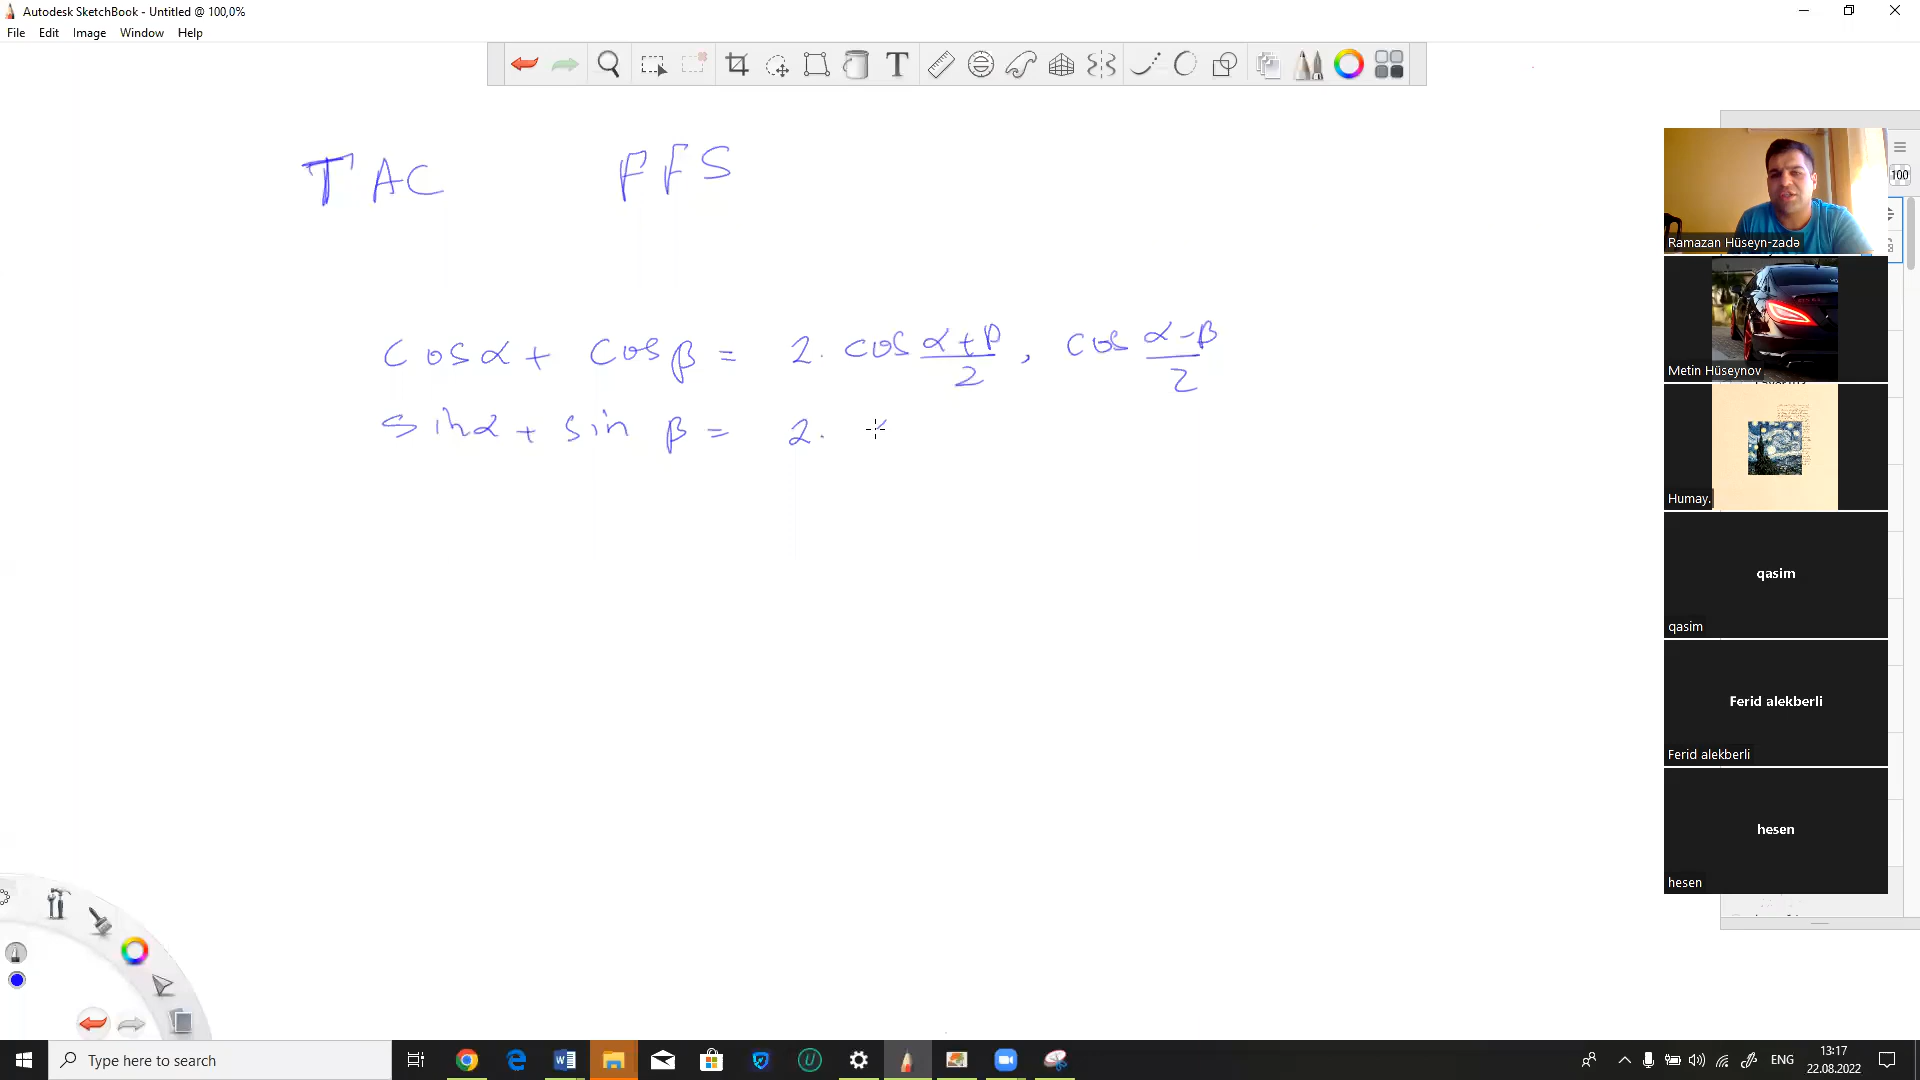 Autodesk SketchBook - Untitled @ 100,0%
File Edit Image Window Help
T
100
TAC FFS
Ramazan Hüseyn-zadə
cosα + cosβ = 2. cos α+β/2 , cos α-β/2
Metin Hüseynov
sinα + sin β = 2.
Humay.
qasim
qasim
Ferid alekberli
Ferid alekberli
hesen
hesen
Type here to search
ENG
13:17
22.08.2022